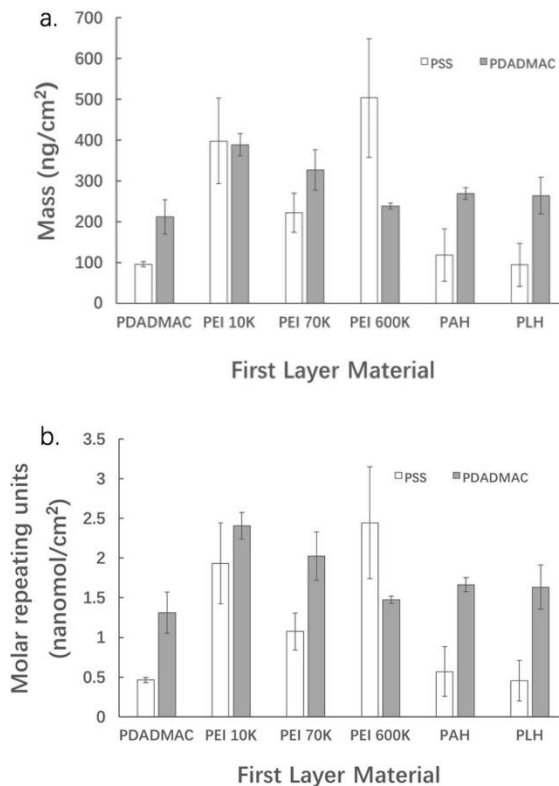 a.
700
600
500
400
300
200
100
0
Mass (ng/cm²)
PSS PDADMAC
PDADMAC PEI 10K PEI 70K PEI 600K PAH PLH
First Layer Material
b.
3.5
3
2.5
2
1.5
1
0.5
0
Molar repeating units
(nanomol/cm²)
PSS PDADMAC
PDADMAC PEI 10K PEI 70K PEI 600K PAH PLH
First Layer Material